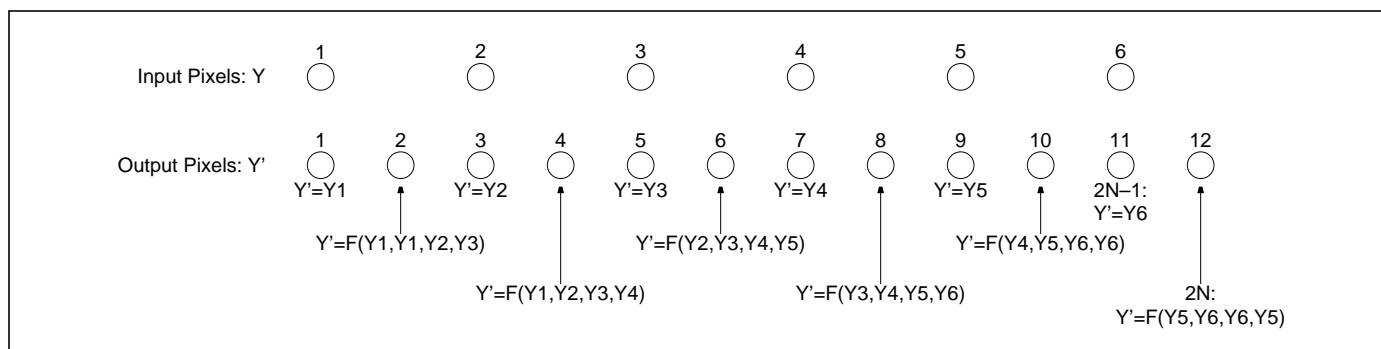 1 2 3 4 5 6
Input Pixels: Y
1 2 3 4 5 6 7 8 9 10 11 12
Output Pixels: Y’
Y’=Y1 Y’=Y2 Y’=Y3 Y’=Y4 Y’=Y5 2N–1:
Y’=Y6
Y’=F(Y1,Y1,Y2,Y3) Y’=F(Y2,Y3,Y4,Y5) Y’=F(Y4,Y5,Y6,Y6)
Y’=F(Y1,Y2,Y3,Y4) Y’=F(Y3,Y4,Y5,Y6) 2N:
Y’=F(Y5,Y6,Y6,Y5)